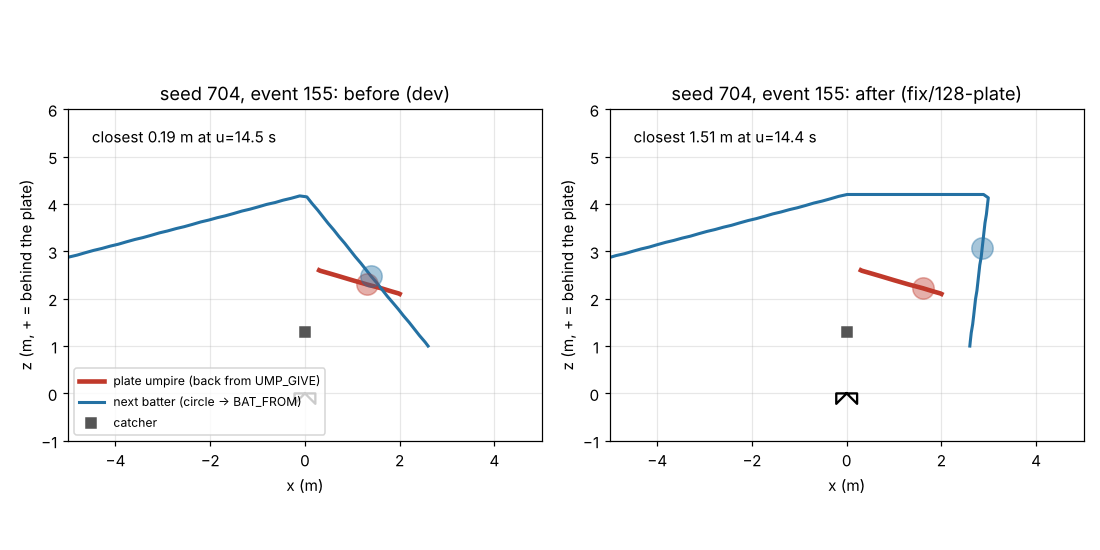 seed 704, event 155: before (dev)
closest 0.19 m at u=14.5 s
6
5
4
3
2
1
0
−1
z (m, + = behind the plate)
plate umpire (back from UMP_GIVE)
next batter (circle → BAT_FROM)
catcher
−4
−2
0
2
4
x (m)
seed 704, event 155: after (fix/128-plate)
closest 1.51 m at u=14.4 s
6
5
4
3
2
1
0
−1
z (m, + = behind the plate)
−4
−2
0
2
4
x (m)